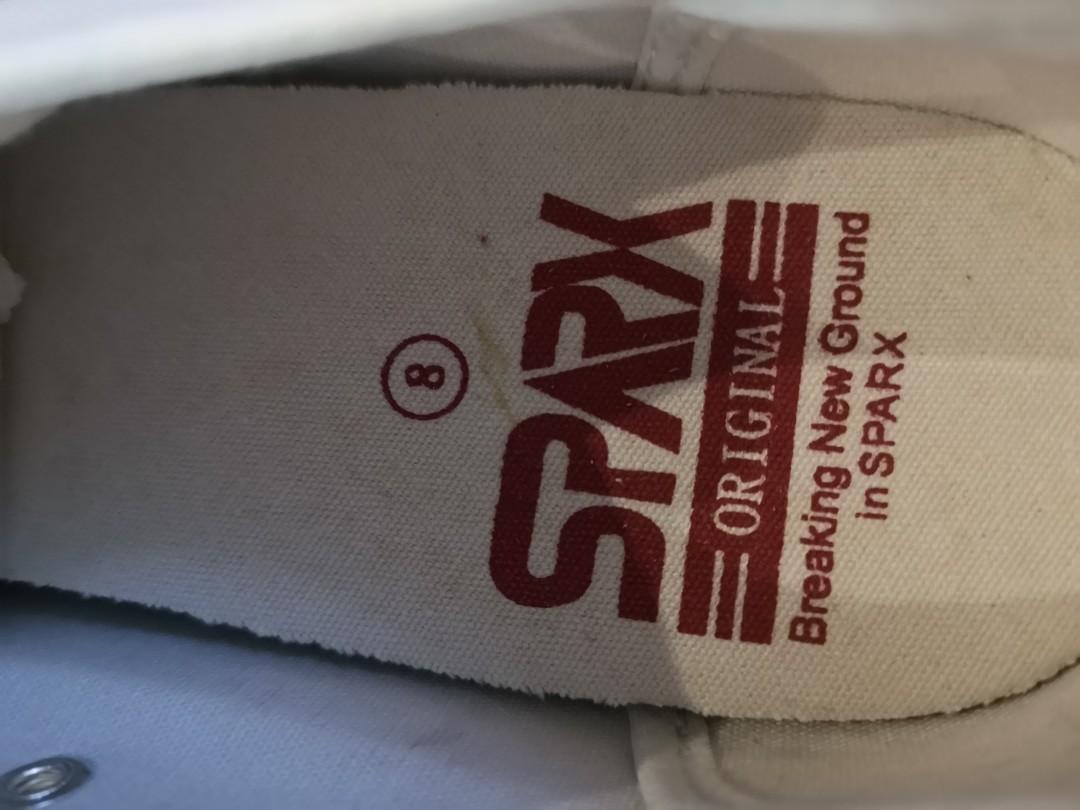 8
SPARX
ORIGINAL
Breaking New Ground
in SPARX